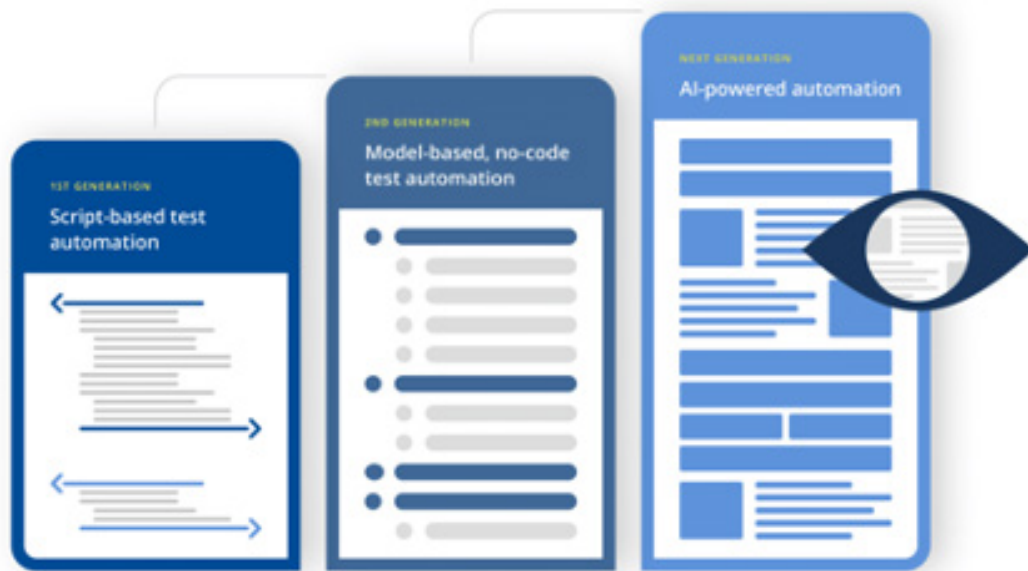 1ST GENERATION
Script-based test
automation
2ND GENERATION
Model-based, no-code
test automation
NEXT GENERATION
AI-powered automation